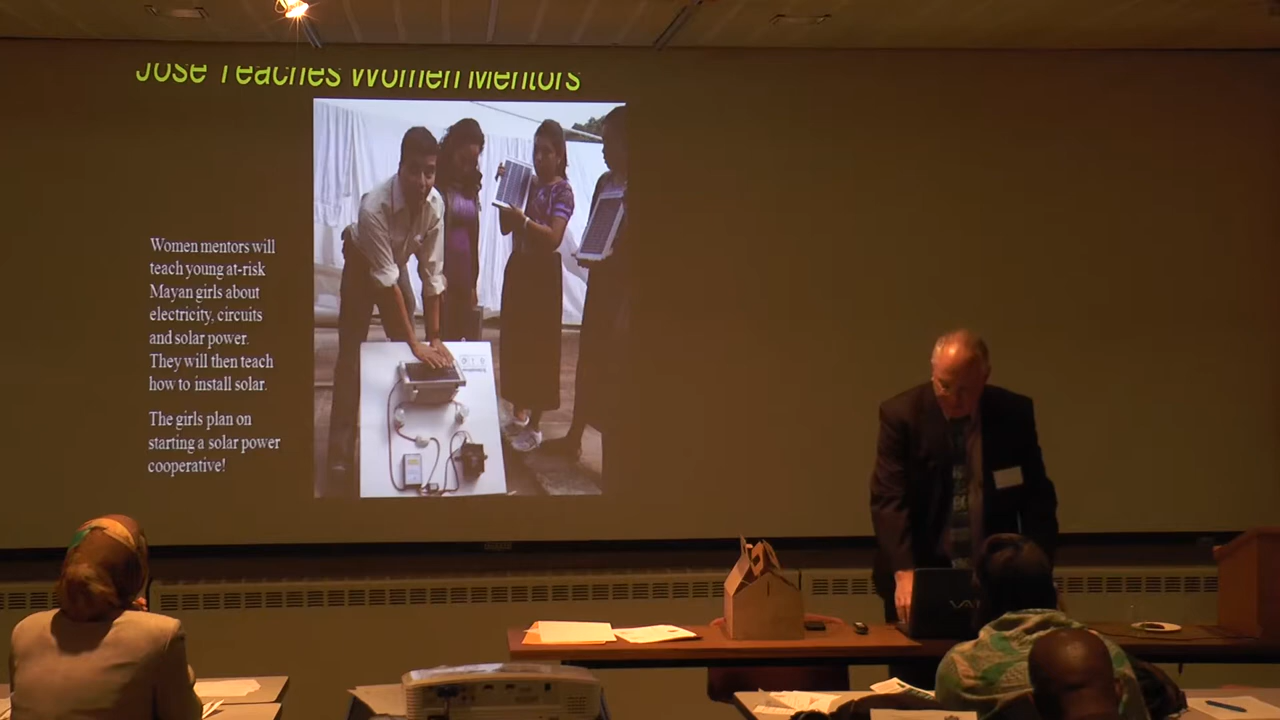 Jose Teaches Women Mentors
Women mentors will
teach young at-risk
Mayan girls about
electricity, circuits
and solar power.
They will then teach
how to install solar.
The girls plan on
starting a solar power
cooperative!